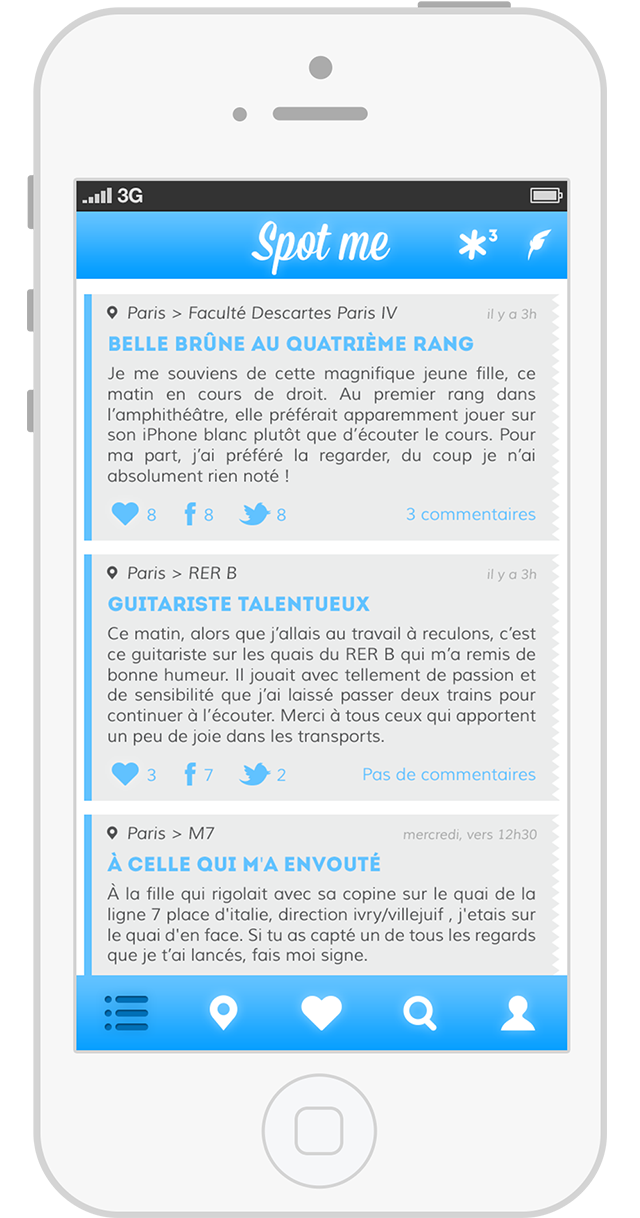 3G
Spot me
3
Paris > Faculté Descartes Paris IV
il y a 3h
BELLE BRÛNE AU QUATRIÈME RANG
Je me souviens de cette magnifique jeune fille, ce
matin en cours de droit. Au premier rang dans
l’amphithéâtre, elle préférait apparemment jouer sur
son iPhone blanc plutôt que d’écouter le cours. Pour
ma part, j’ai préféré la regarder, du coup je n’ai
absolument rien noté !
8 8 8 3 commentaires
Paris > RER B
il y a 3h
GUITARISTE TALENTUEUX
Ce matin, alors que j’allais au travail à reculons, c’est
ce guitariste sur les quais du RER B qui m’a remis de
bonne humeur. Il jouait avec tellement de passion et
de sensibilité que j’ai laissé passer deux trains pour
continuer à l’écouter. Merci à tous ceux qui apportent
un peu de joie dans les transports.
3 7 2 Pas de commentaires
Paris > M7
mercredi, vers 12h30
À CELLE QUI M'A ENVOUTÉ
À la fille qui rigolait avec sa copine sur le quai de la
ligne 7 place d'italie, direction ivry/villejuif , j'etais sur
le quai d'en face. Si tu as capté un de tous les regards
que je t’ai lancés, fais moi signe.